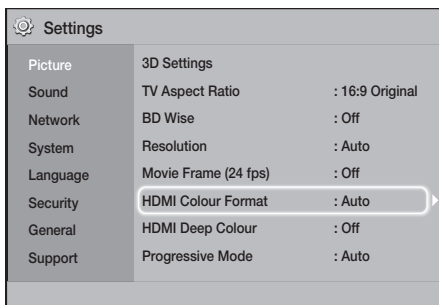 Settings
Picture
Sound
Network
System
Language
Security
General
Support
3D Settings
TV Aspect Ratio : 16:9 Original
BD Wise : Off
Resolution : Auto
Movie Frame (24 fps) : Off
HDMI Colour Format : Auto
HDMI Deep Colour : Off
Progressive Mode : Auto